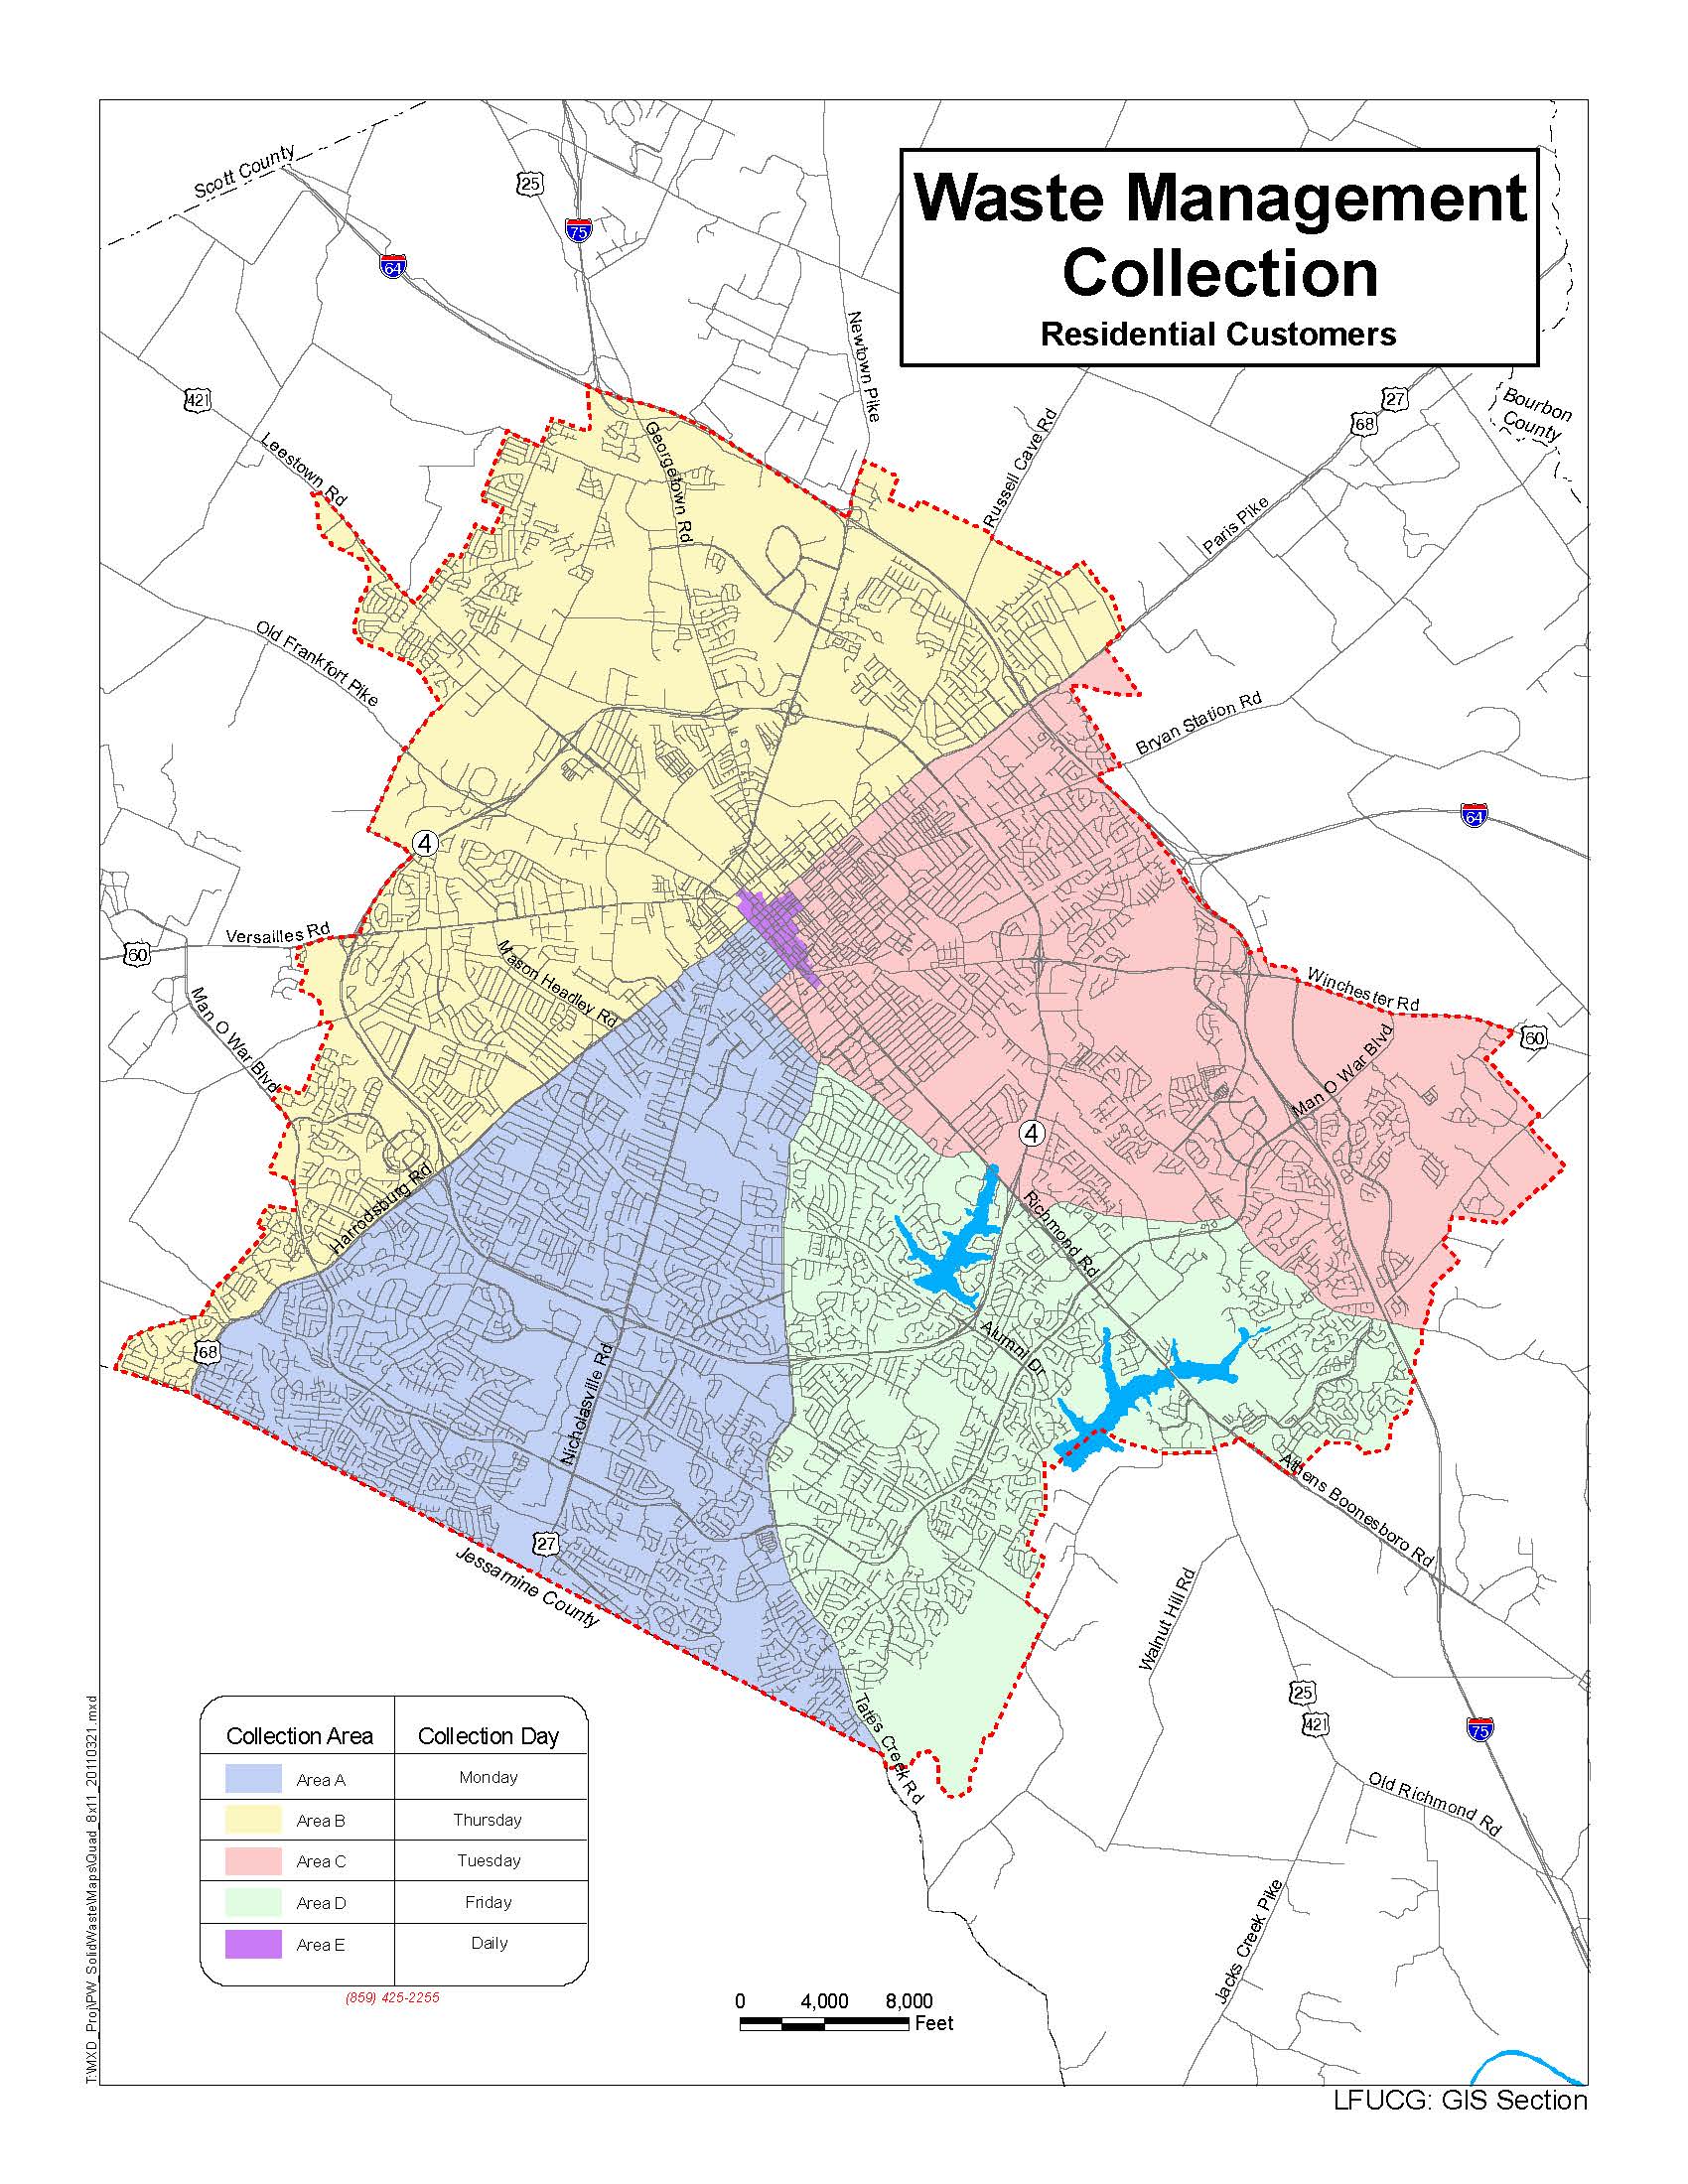 Waste Management
Collection
Residential Customers
Scott County
25
75
64
Newtown Pike
27
68
Bourbon
County
421
Leestown Rd
Georgetown Rd
Russell Cave Rd
Paris Pike
Old Frankfort Pike
Bryan Station Rd
64
4
Versailles Rd
60
Mason Headley Rd
Winchester Rd
60
Man O War Blvd
Man O War Blvd
4
Harrodsburg Rd
Richmond Rd
68
Alumni Dr
Nicholasville Rd
27
Athens Boonesboro Rd
Jessamine County
Walnut Hill Rd
Tates Creek Rd
25
421
75
Old Richmond Rd
Jacks Creek Pike
Collection Area Collection Day
Area A Monday
Area B Thursday
Area C Tuesday
Area D Friday
Area E Daily
(859) 425-2255
0 4,000 8,000
Feet
T:\MXD_Proj\PW_SolidWaste\Maps\Quad_8x11_20110321.mxd
LFUCG: GIS Section